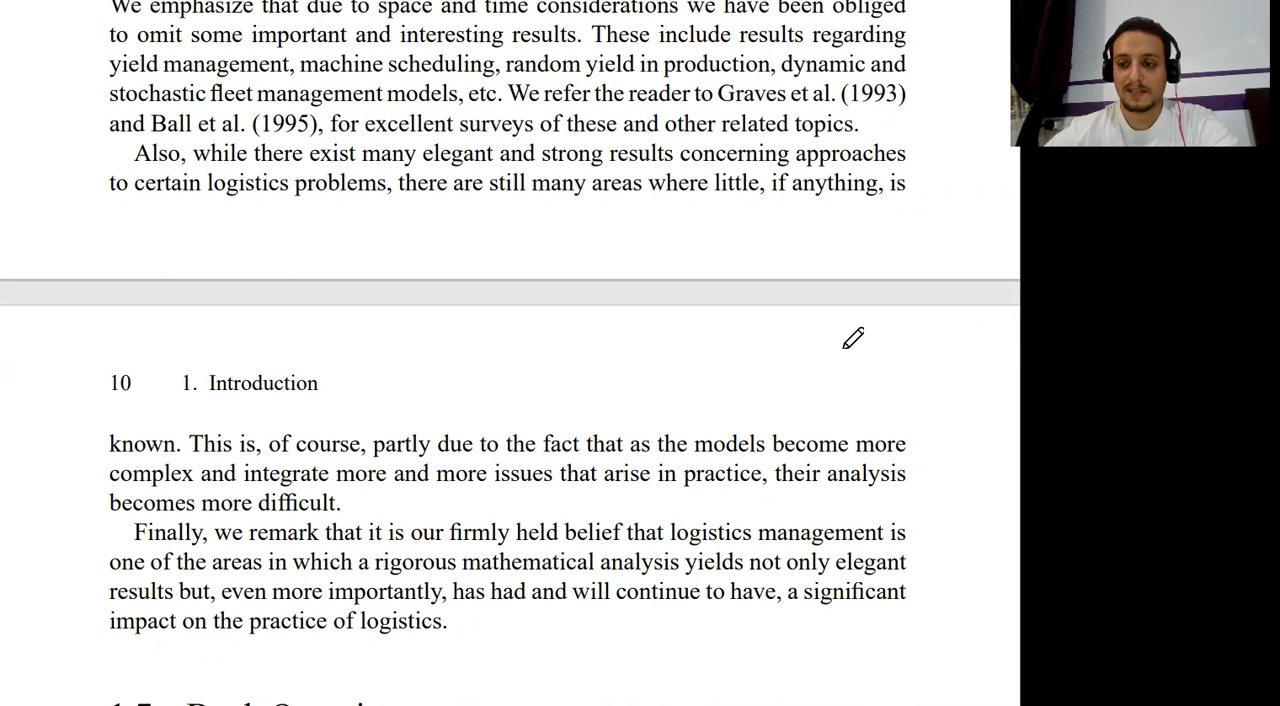 We emphasize that due to space and time considerations we have been obliged
to omit some important and interesting results. These include results regarding
yield management, machine scheduling, random yield in production, dynamic and
stochastic fleet management models, etc. We refer the reader to Graves et al. (1993)
and Ball et al. (1995), for excellent surveys of these and other related topics.
Also, while there exist many elegant and strong results concerning approaches
to certain logistics problems, there are still many areas where little, if anything, is
10 1. Introduction
known. This is, of course, partly due to the fact that as the models become more
complex and integrate more and more issues that arise in practice, their analysis
becomes more difficult.
Finally, we remark that it is our firmly held belief that logistics management is
one of the areas in which a rigorous mathematical analysis yields not only elegant
results but, even more importantly, has had and will continue to have, a significant
impact on the practice of logistics.